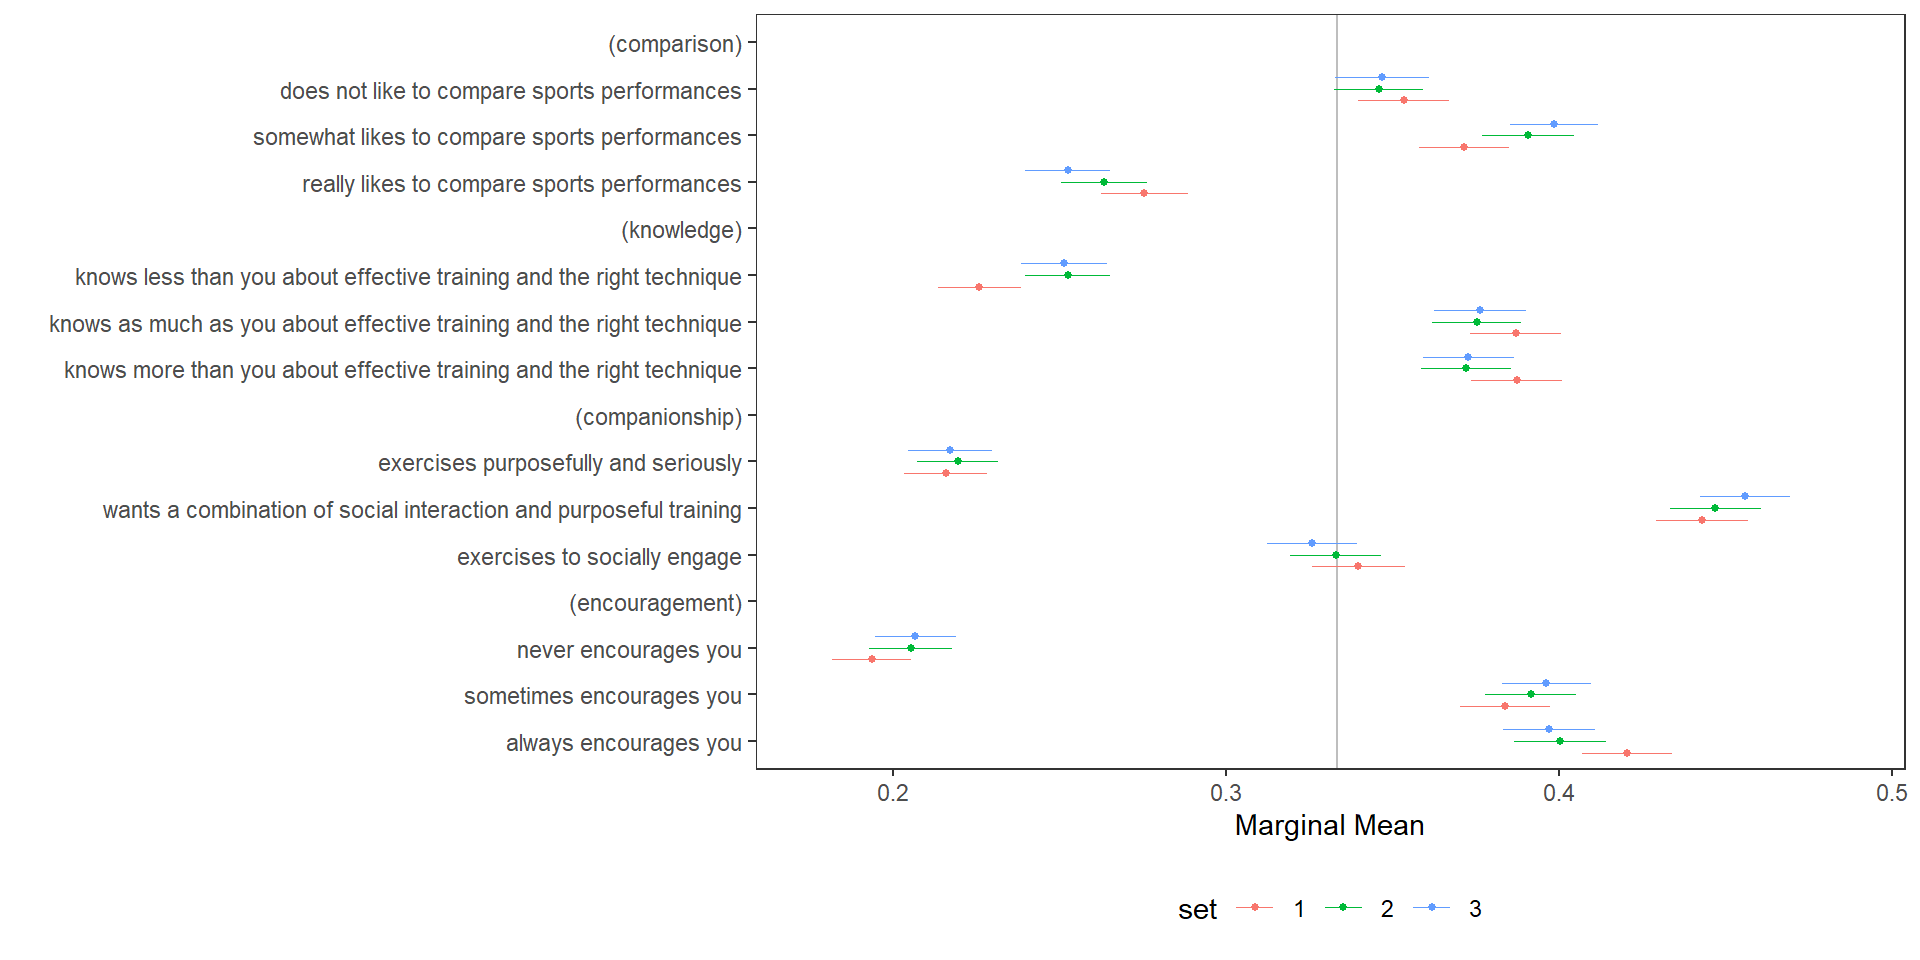 (comparison)
does not like to compare sports performances
somewhat likes to compare sports performances
really likes to compare sports performances
(knowledge)
knows less than you about effective training and the right technique
knows as much as you about effective training and the right technique
knows more than you about effective training and the right technique
(companionship)
exercises purposefully and seriously
wants a combination of social interaction and purposeful training
exercises to socially engage
(encouragement)
never encourages you
sometimes encourages you
always encourages you
0.2 0.3 0.4 0.5
Marginal Mean
set 1 2 3